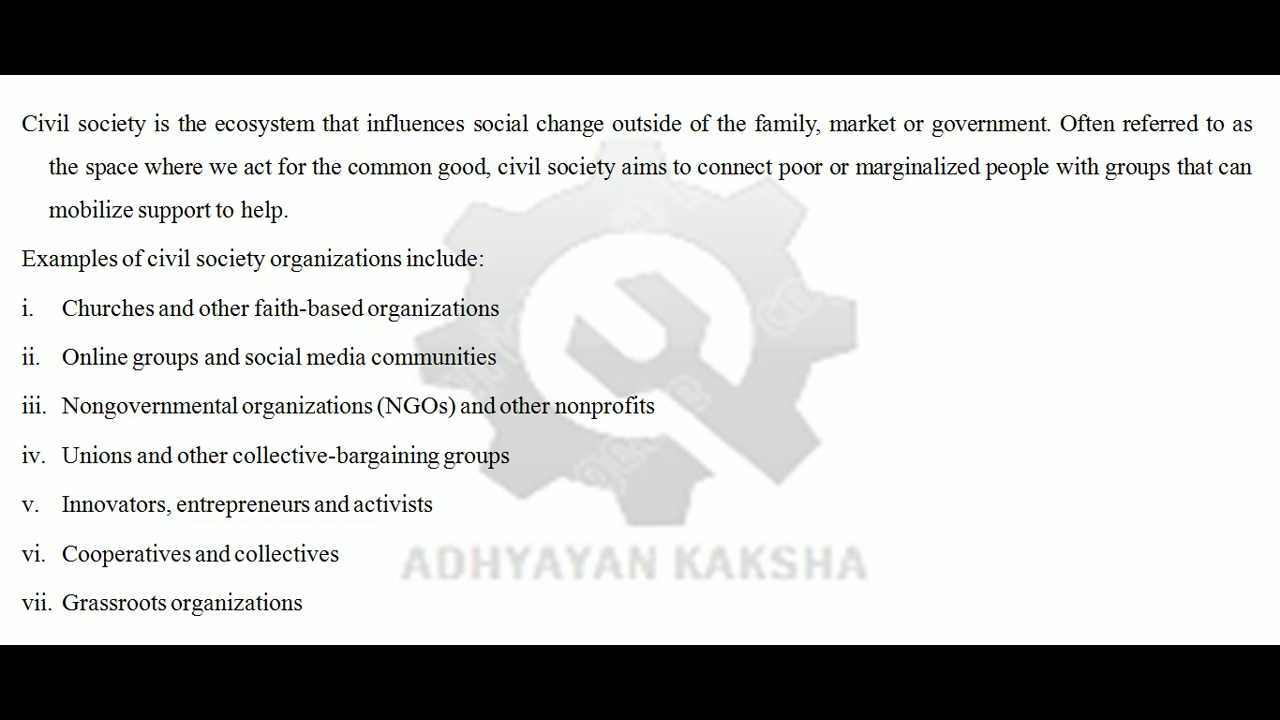 Civil society is the ecosystem that influences social change outside of the family, market or government. Often referred to as
the space where we act for the common good, civil society aims to connect poor or marginalized people with groups that can
mobilize support to help.
Examples of civil society organizations include:
i. Churches and other faith-based organizations
ii. Online groups and social media communities
iii. Nongovernmental organizations (NGOs) and other nonprofits
iv. Unions and other collective-bargaining groups
v. Innovators, entrepreneurs and activists
vi. Cooperatives and collectives
ADHYAYAN KAKSHA
vii. Grassroots organizations